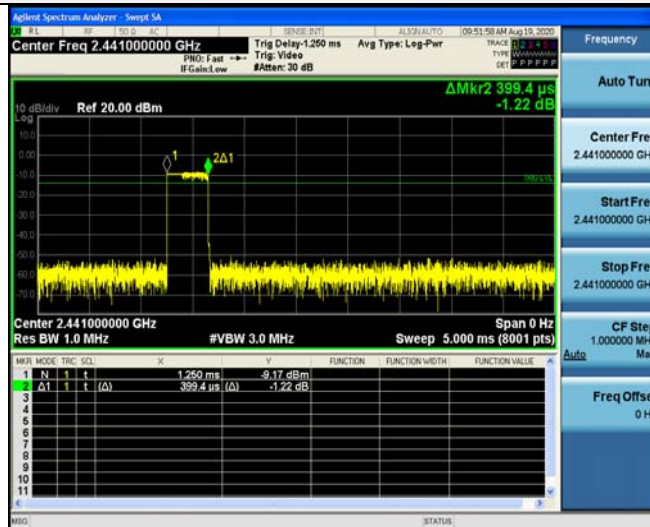 Agilent Spectrum Analyzer - Swept SA
RL RF 50 Ω AC SENSE:INT ALIGN AUTO 09:51:58 AM Aug 19, 2020
Center Freq 2.441000000 GHz
PNO: Fast
IFGain:Low
Trig Delay-1.250 ms
Trig: Video
#Atten: 30 dB
Avg Type: Log-Pwr
TRACE 1 2 3 4 5 6
TYPE
DET P P P P P P
ΔMkr2 399.4 µs
-1.22 dB
10 dB/div Ref 20.00 dBm
Log
10.0
0.00
-10.0
-20.0
-30.0
-40.0
-50.0
-60.0
-70.0
1
2Δ1
TRIG LVL
Center 2.441000000 GHz Span 0 Hz
Res BW 1.0 MHz #VBW 3.0 MHz Sweep 5.000 ms (8001 pts)
MKR MODE TRC SCL X Y FUNCTION FUNCTION WIDTH FUNCTION VALUE
1 N 1 t 1.250 ms -9.17 dBm
2 Δ1 1 t (Δ) 399.4 µs (Δ) -1.22 dB
3
4
5
6
7
8
9
10
11
MSG STATUS
Frequency
Auto Tun
Center Fre
2.441000000 GH
Start Fre
2.441000000 GH
Stop Fre
2.441000000 GH
CF Ste
1.000000 MH
Auto Ma
Freq Offse
0 H